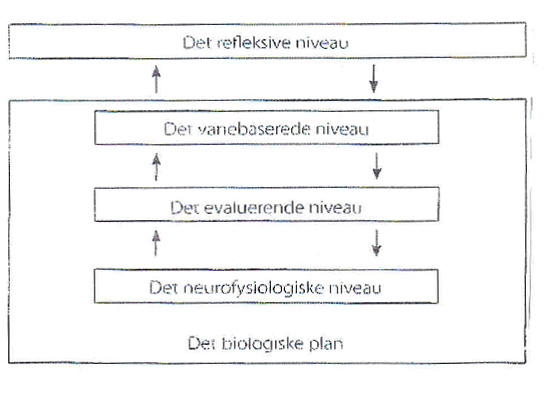 Det refleksive niveau
Det vanebaserede niveau
Det evaluerende niveau
Det neurofysiologiske niveau
Det biologiske plan